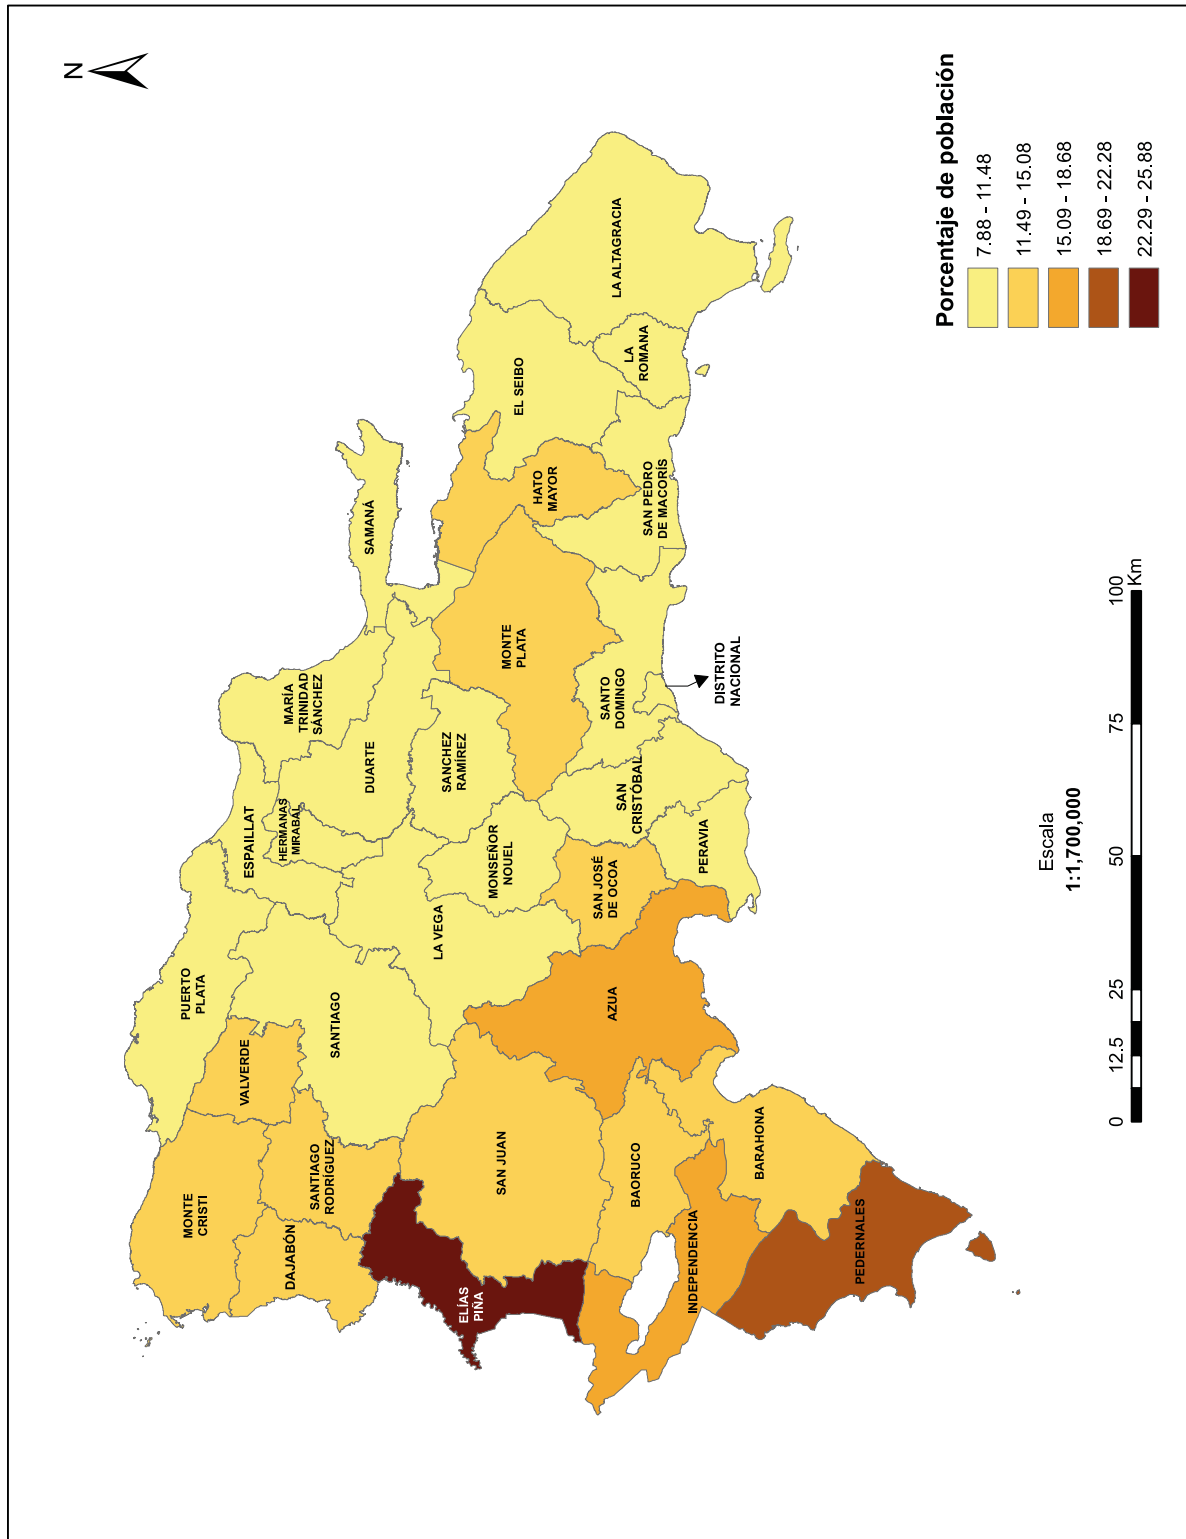 N
PUERTO
PLATA
ESPAILLAT
HERMANAS
MIRABAL
MARÍA
TRINIDAD
SÁNCHEZ
SAMANÁ
MONTE
CRISTI
VALVERDE
DAJABÓN
SANTIAGO
RODRÍGUEZ
SANTIAGO
DUARTE
LA VEGA
SANCHEZ
RAMÍREZ
MONSEÑOR
NOUEL
ELÍAS
PIÑA
SAN JUAN
MONTE
PLATA
HATO
MAYOR
EL SEIBO
LA ALTAGRACIA
LA
ROMANA
SAN PEDRO
DE MACORÍS
SANTO
DOMINGO
DISTRITO
NACIONAL
SAN
CRISTÓBAL
PERAVIA
SAN JOSÉ
DE OCOA
AZUA
BAORUCO
INDEPENDENCIA
BARAHONA
PEDERNALES
Porcentaje de población
7.88 - 11.48
11.49 - 15.08
15.09 - 18.68
18.69 - 22.28
22.29 - 25.88
Escala
1:1,700,000
0 12.5 25 50 75 100
Km